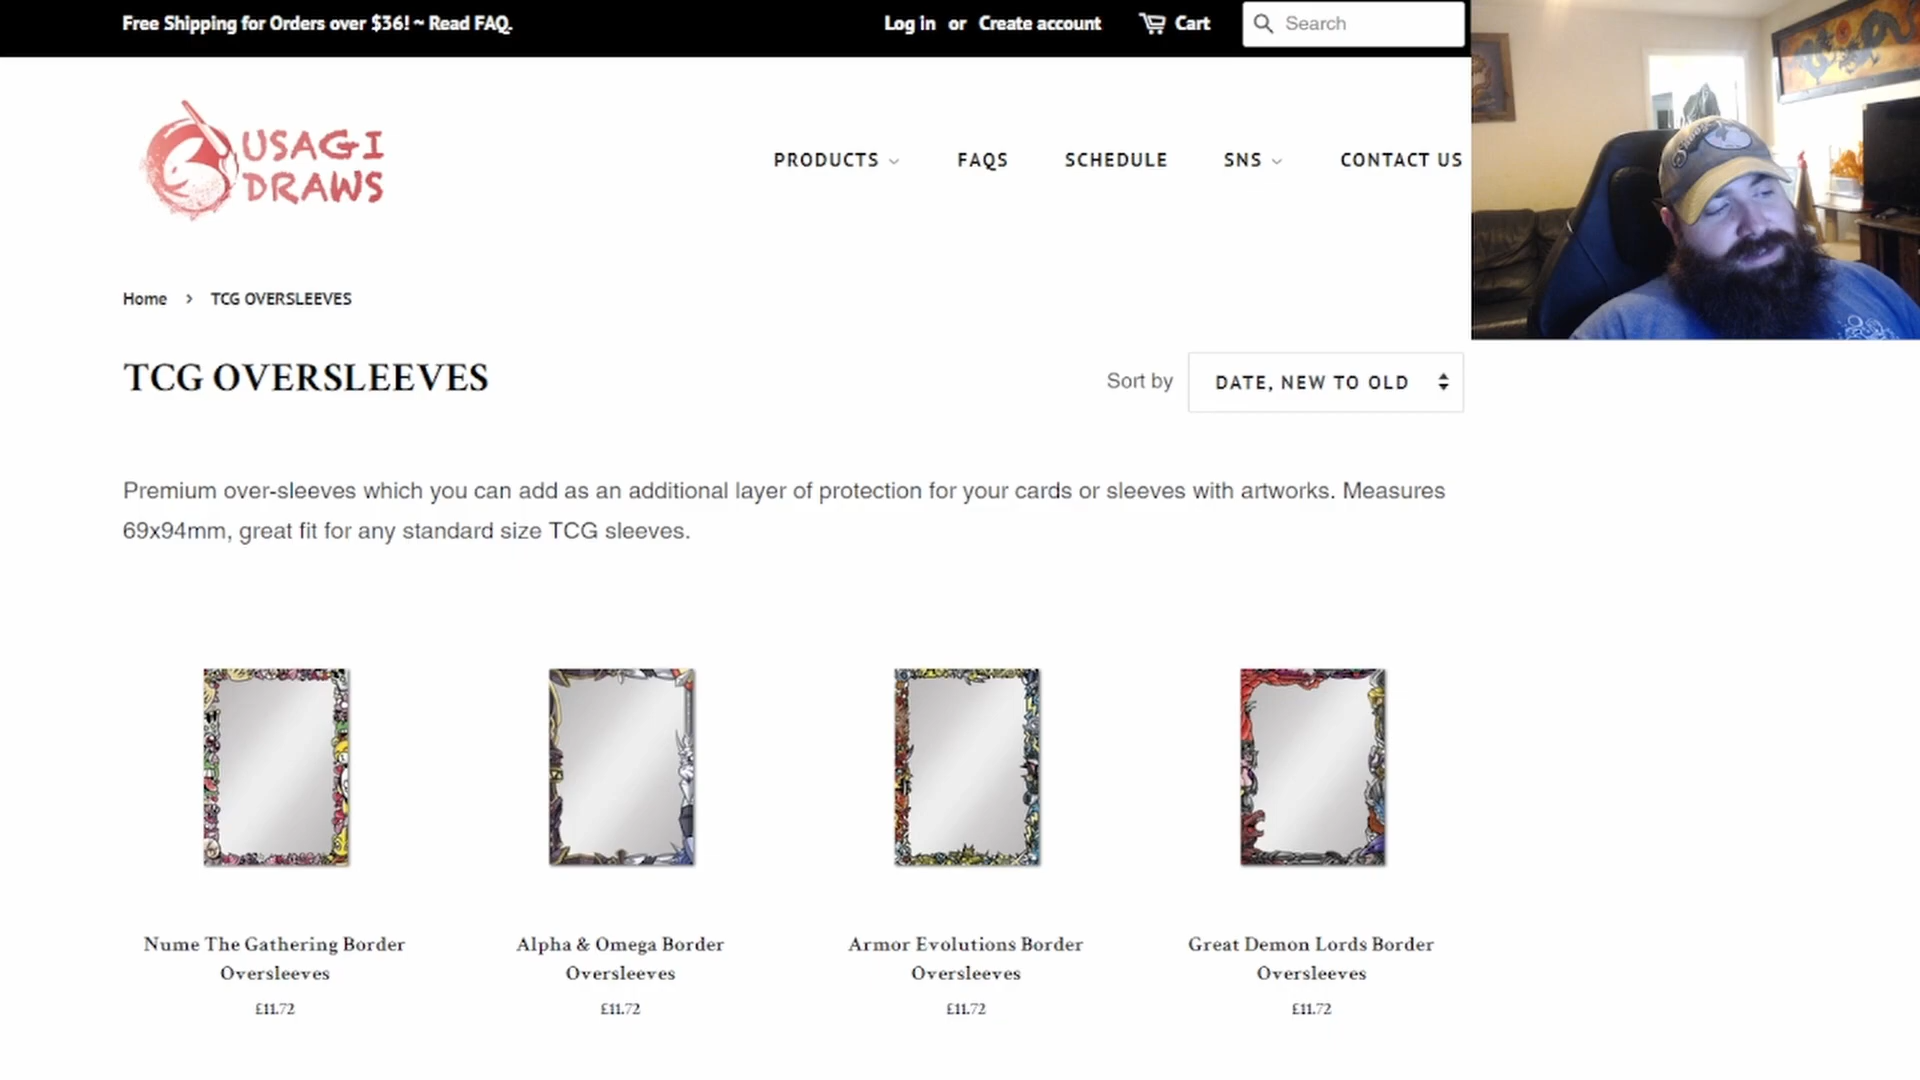 Free Shipping for Orders over $36! ~ Read FAQ.
Log in or Create account
Cart
Search
USAGI
DRAWS
PRODUCTS
FAQS
SCHEDULE
SNS
CONTACT US
Home > TCG OVERSLEEVES
TCG OVERSLEEVES
Sort by
DATE, NEW TO OLD
Premium over-sleeves which you can add as an additional layer of protection for your cards or sleeves with artworks. Measures
69x94mm, great fit for any standard size TCG sleeves.
Nume The Gathering Border
Oversleeves
£11.72
Alpha & Omega Border
Oversleeves
£11.72
Armor Evolutions Border
Oversleeves
£11.72
Great Demon Lords Border
Oversleeves
£11.72